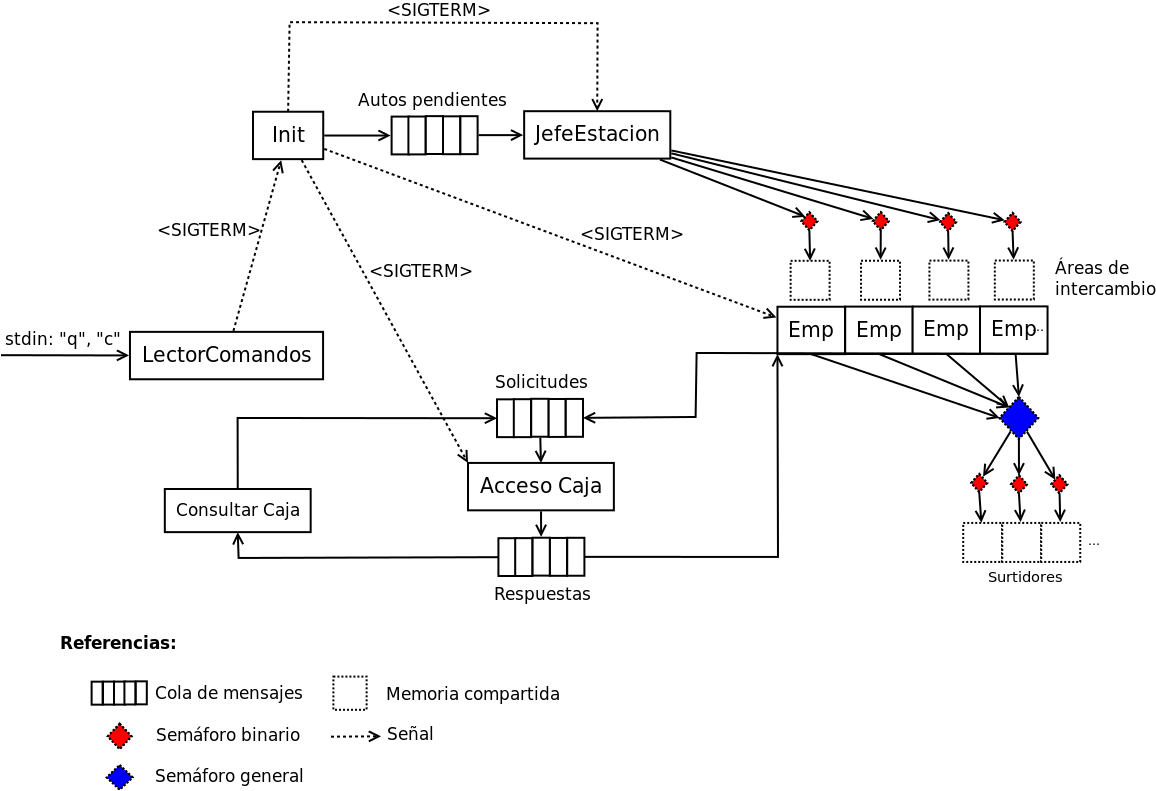 <SIGTERM>
Autos pendientes
Init
JefeEstacion
<SIGTERM>
<SIGTERM>
<SIGTERM>
Áreas de
intercambio
stdin: "q", "c"
LectorComandos
Emp
Emp
Emp
Emp...
Solicitudes
Acceso Caja
Consultar Caja
...
Surtidores
Respuestas
Referencias:
Cola de mensajes
Memoria compartida
Semáforo binario
Señal
Semáforo general